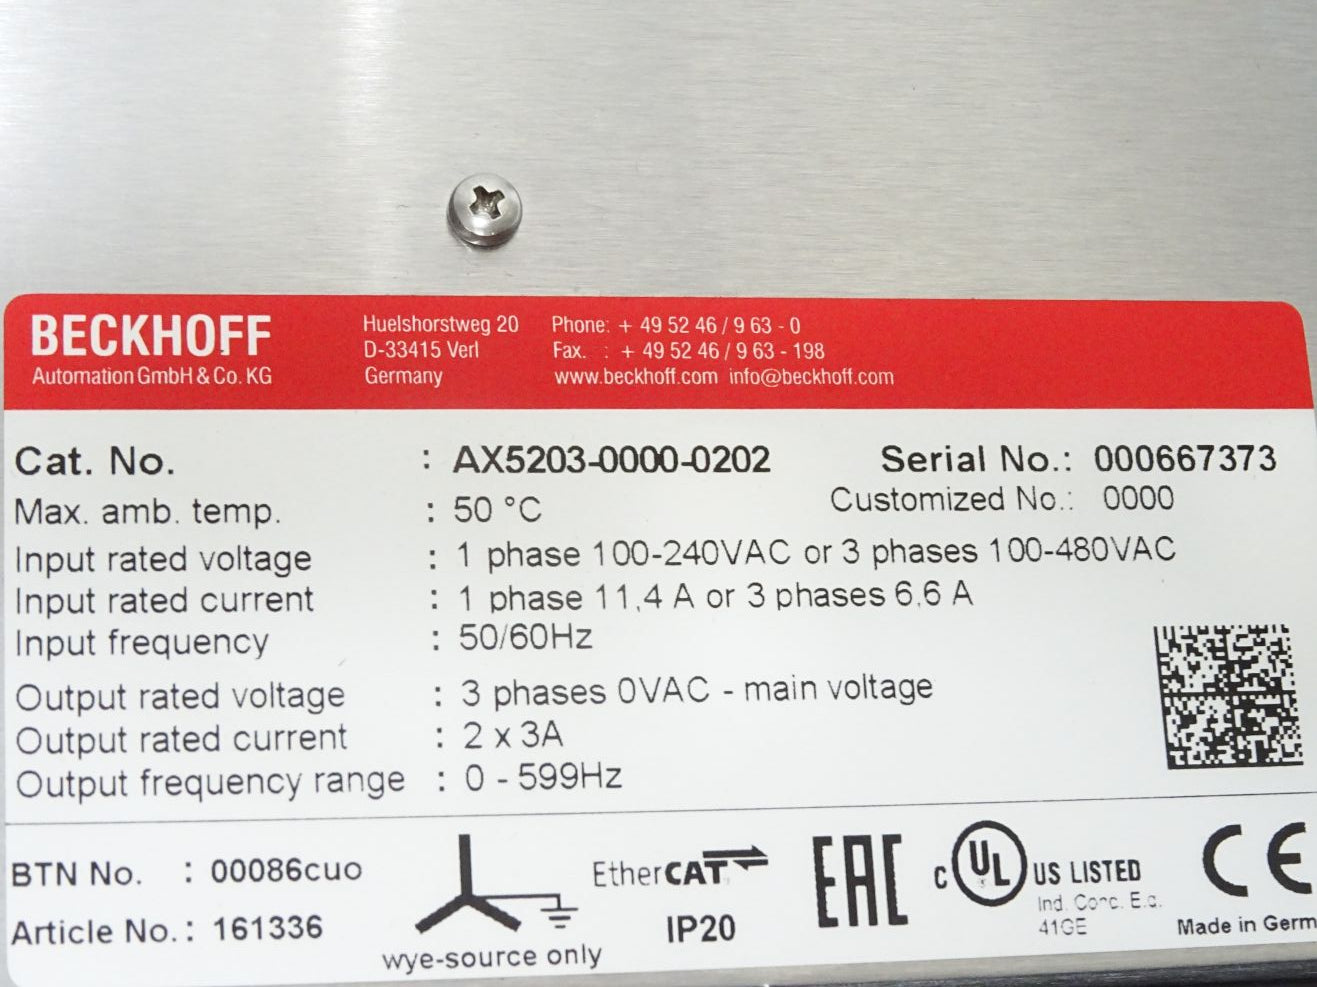 BECKHOFF
Automation GmbH & Co. KG
Huelshorstweg 20
D-33415 Verl
Germany
Phone: + 49 52 46 / 9 63 - 0
Fax. : + 49 52 46 / 9 63 - 198
www.beckhoff.com info@beckhoff.com
Cat. No. : AX5203-0000-0202
Serial No.: 000667373
Max. amb. temp. : 50 °C
Customized No.: 0000
Input rated voltage : 1 phase 100-240VAC or 3 phases 100-480VAC
Input rated current : 1 phase 11,4 A or 3 phases 6,6 A
Input frequency : 50/60Hz
Output rated voltage : 3 phases 0VAC - main voltage
Output rated current : 2 x 3A
Output frequency range : 0 - 599Hz
BTN No. : 00086cuo
Article No.: 161336
wye-source only
EtherCAT
IP20
EAC
c UL US LISTED
Ind. E.q.
41GE
CE
Made in Germ